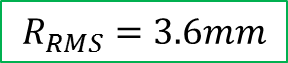 R_RMS = 3.6mm